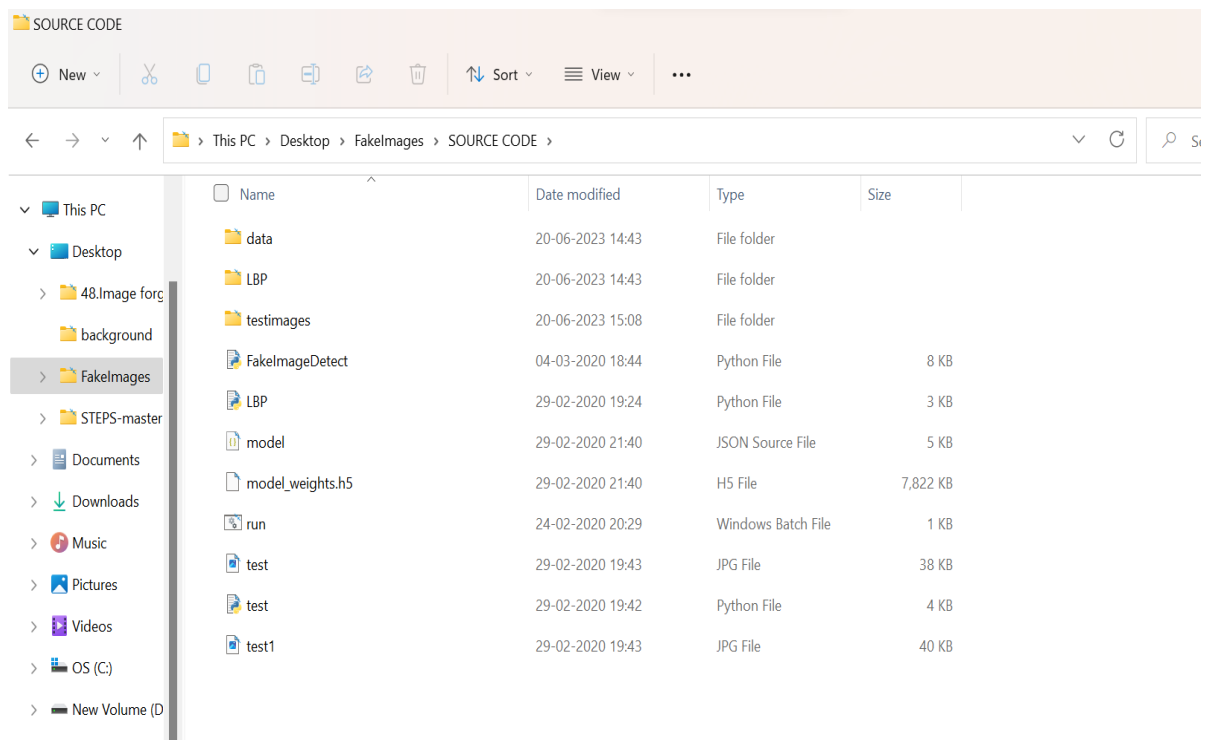 SOURCE CODE
New Sort View
This PC > Desktop > FakeImages > SOURCE CODE >
Name Date modified Type Size
This PC
Desktop
48.Image forg
background
FakeImages
STEPS-master
Documents
Downloads
Music
Pictures
Videos
OS (C:)
New Volume (D
data 20-06-2023 14:43 File folder
LBP 20-06-2023 14:43 File folder
testimages 20-06-2023 15:08 File folder
FakeImageDetect 04-03-2020 18:44 Python File 8 KB
LBP 29-02-2020 19:24 Python File 3 KB
model 29-02-2020 21:40 JSON Source File 5 KB
model_weights.h5 29-02-2020 21:40 H5 File 7,822 KB
run 24-02-2020 20:29 Windows Batch File 1 KB
test 29-02-2020 19:43 JPG File 38 KB
test 29-02-2020 19:42 Python File 4 KB
test1 29-02-2020 19:43 JPG File 40 KB